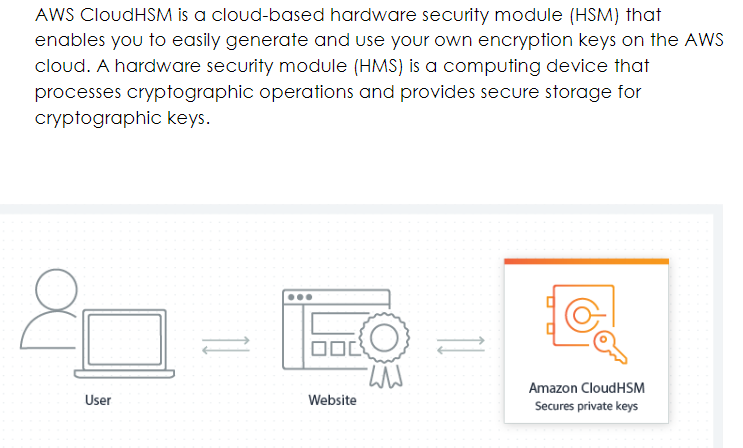 AWS CloudHSM is a cloud-based hardware security module (HSM) that
enables you to easily generate and use your own encryption keys on the AWS
cloud. A hardware security module (HMS) is a computing device that
processes cryptographic operations and provides secure storage for
cryptographic keys.
User
Website
Amazon CloudHSM
Secures private keys